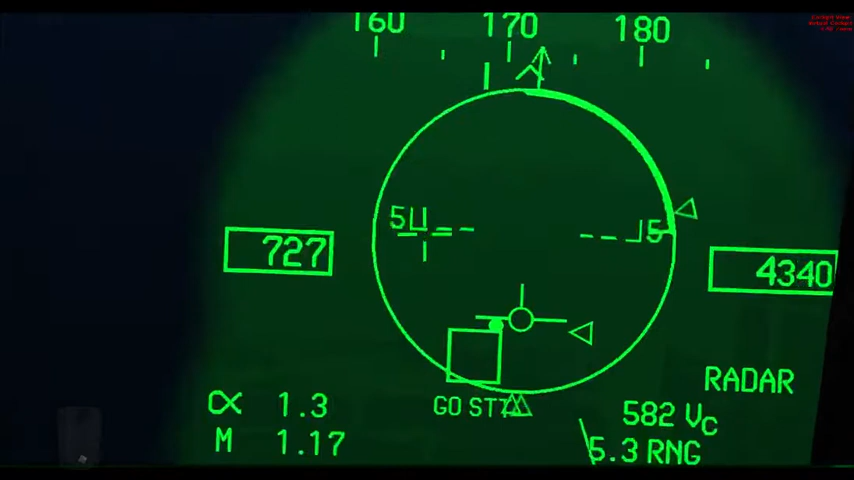 160 170 180
5 5
727
4340
RADAR
α 1.3
GO STT
582 Vc
M 1.17
5.3 RNG